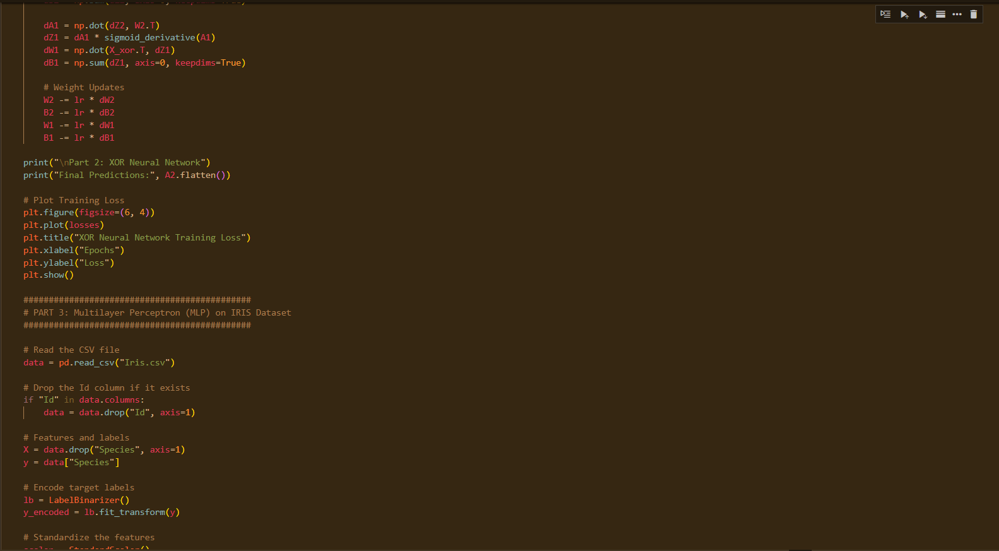 dA1 = np.dot(dZ2, W2.T)
dZ1 = dA1 * sigmoid_derivative(A1)
dW1 = np.dot(X_xor.T, dZ1)
dB1 = np.sum(dZ1, axis=0, keepdims=True)
# Weight Updates
W2 -= lr * dW2
B2 -= lr * dB2
W1 -= lr * dW1
B1 -= lr * dB1
print("\nPart 2: XOR Neural Network")
print("Final Predictions:", A2.flatten())
# Plot Training Loss
plt.figure(figsize=(6, 4))
plt.plot(losses)
plt.title("XOR Neural Network Training Loss")
plt.xlabel("Epochs")
plt.ylabel("Loss")
plt.show()
#############################################
# PART 3: Multilayer Perceptron (MLP) on IRIS Dataset
#############################################
# Read the CSV file
data = pd.read_csv("Iris.csv")
# Drop the Id column if it exists
if "Id" in data.columns:
data = data.drop("Id", axis=1)
# Features and labels
X = data.drop("Species", axis=1)
y = data["Species"]
# Encode target labels
lb = LabelBinarizer()
y_encoded = lb.fit_transform(y)
# Standardize the features